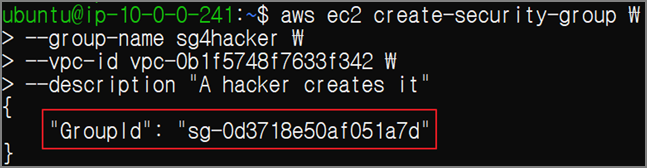 ubuntu@ip-10-0-0-241:~$ aws ec2 create-security-group ₩
> --group-name sg4hacker ₩
> --vpc-id vpc-0b1f5748f7633f342 ₩
> --description "A hacker creates it"
{
"GroupId": "sg-0d3718e50af051a7d"
}